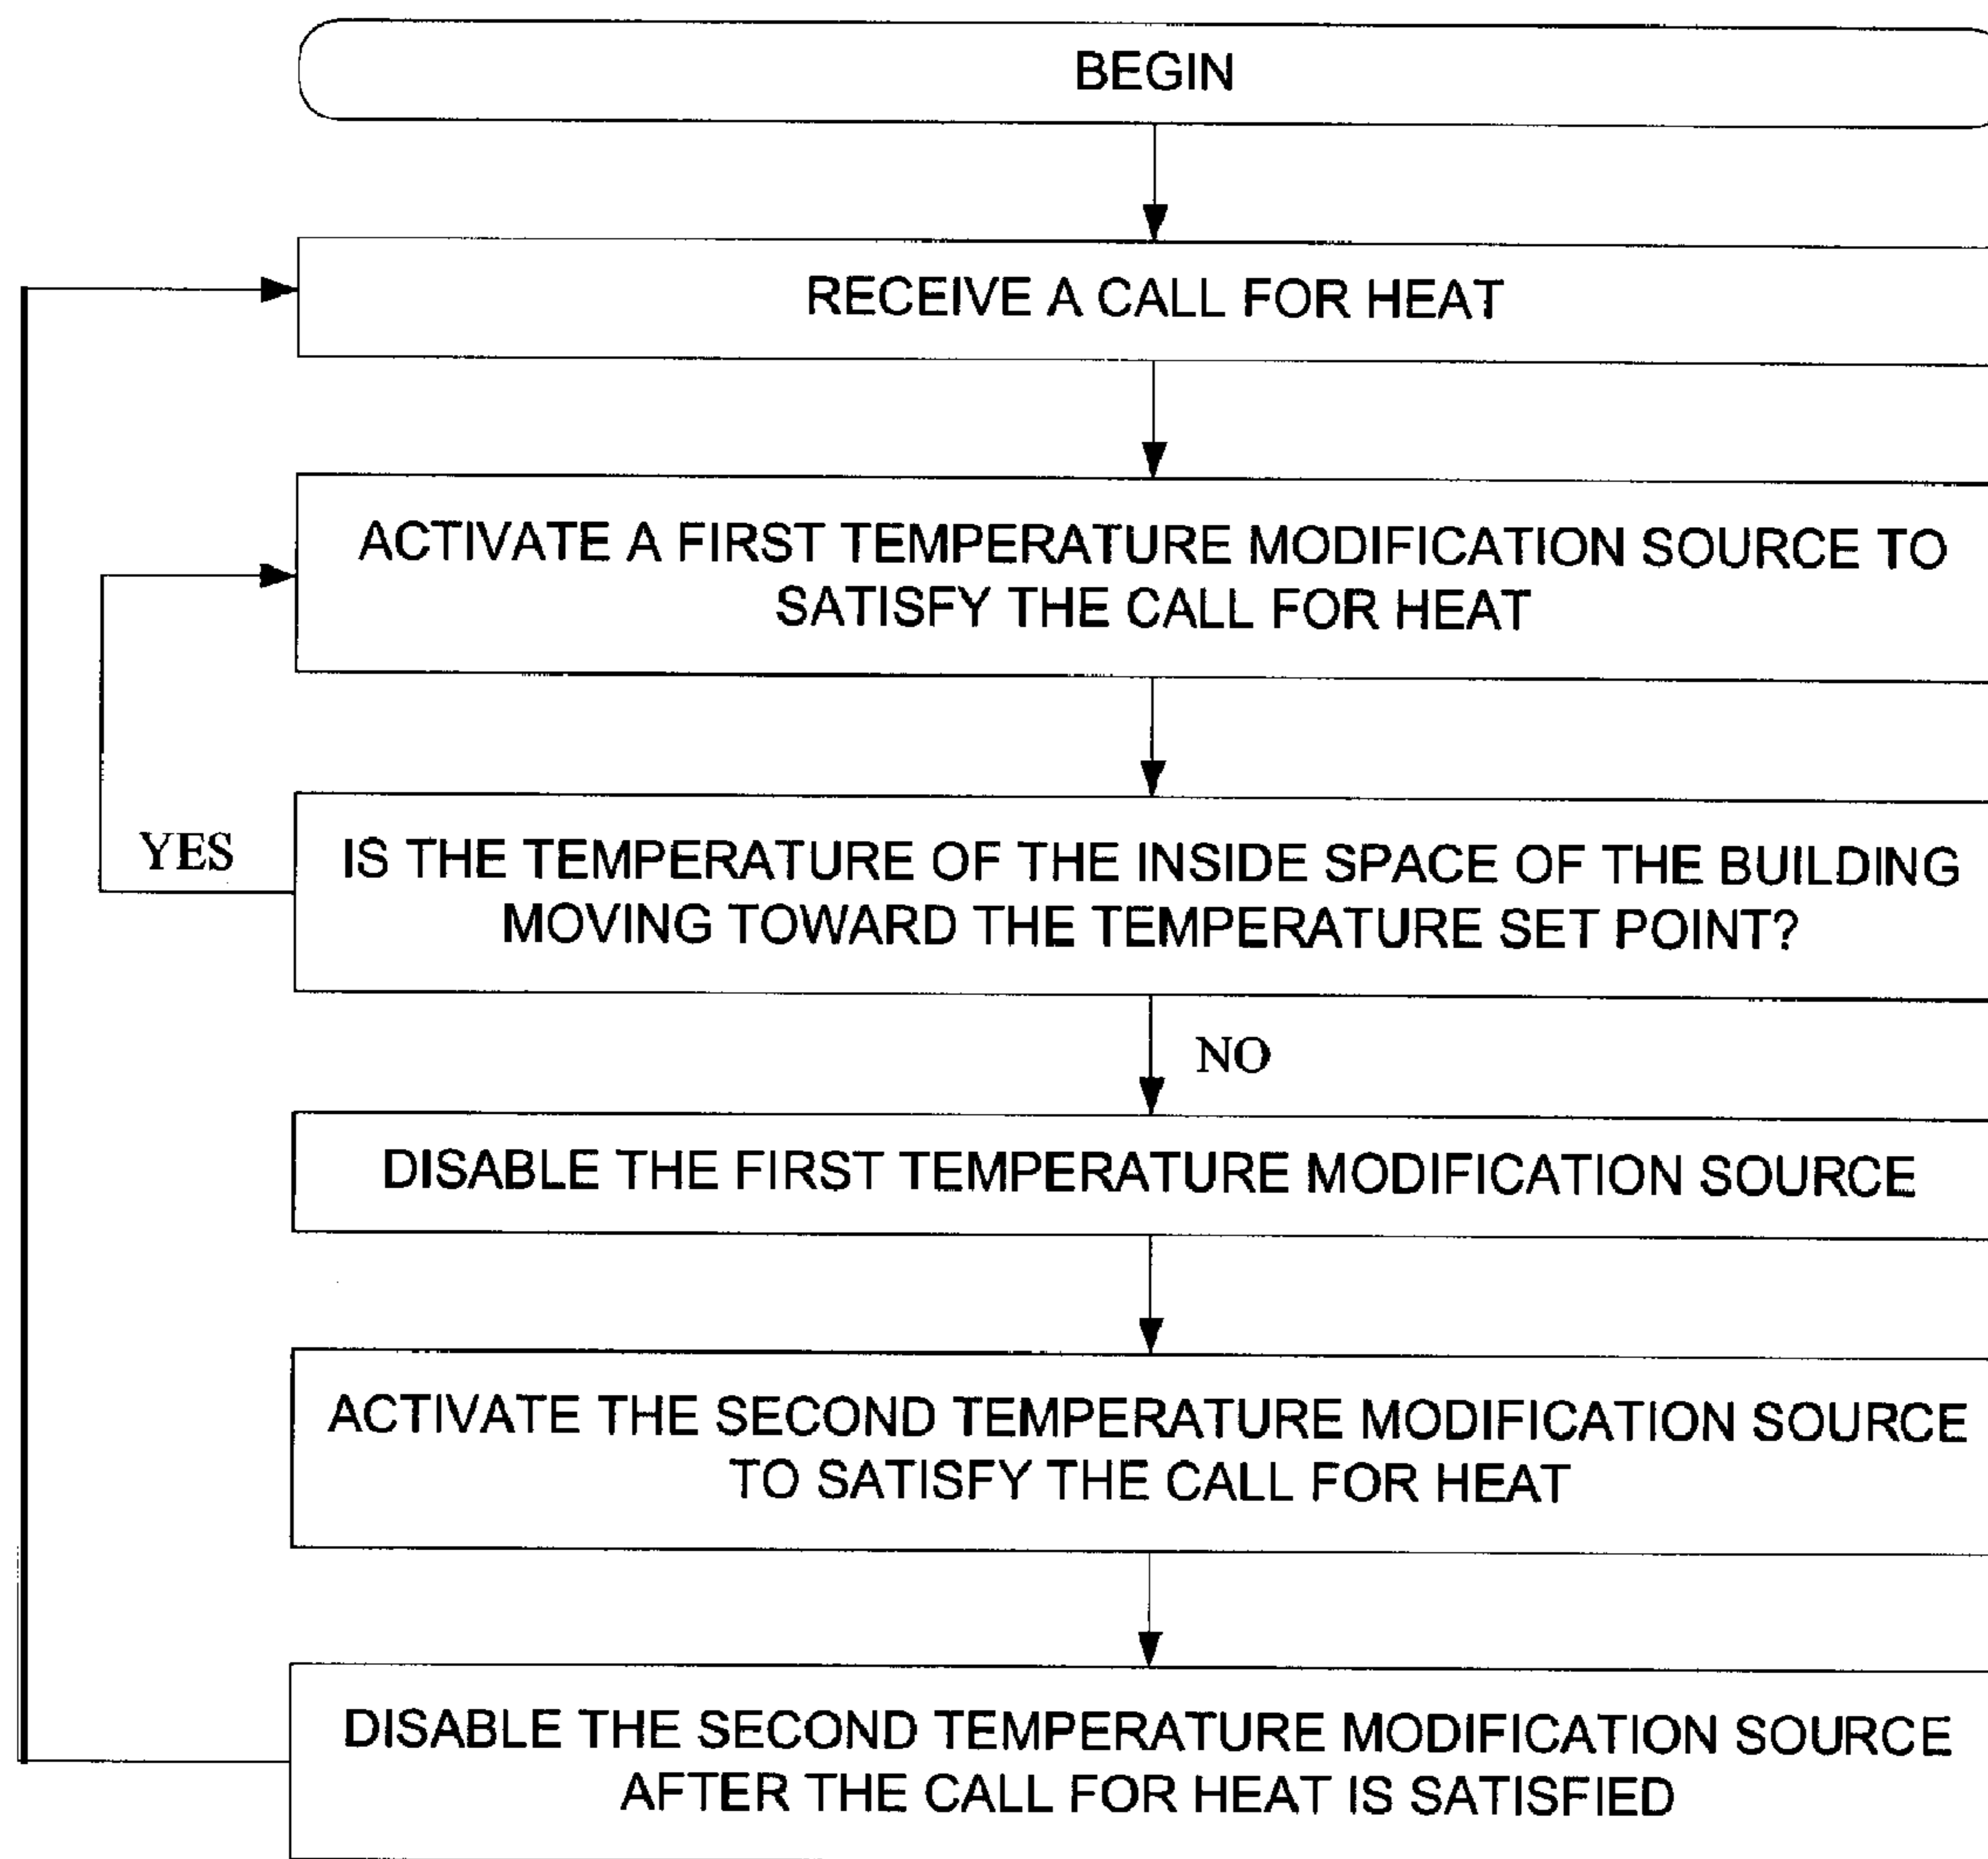 BEGIN
RECEIVE A CALL FOR HEAT
ACTIVATE A FIRST TEMPERATURE MODIFICATION SOURCE TO
SATISFY THE CALL FOR HEAT
YES
IS THE TEMPERATURE OF THE INSIDE SPACE OF THE BUILDING
MOVING TOWARD THE TEMPERATURE SET POINT?
NO
DISABLE THE FIRST TEMPERATURE MODIFICATION SOURCE
ACTIVATE THE SECOND TEMPERATURE MODIFICATION SOURCE
TO SATISFY THE CALL FOR HEAT
DISABLE THE SECOND TEMPERATURE MODIFICATION SOURCE
AFTER THE CALL FOR HEAT IS SATISFIED